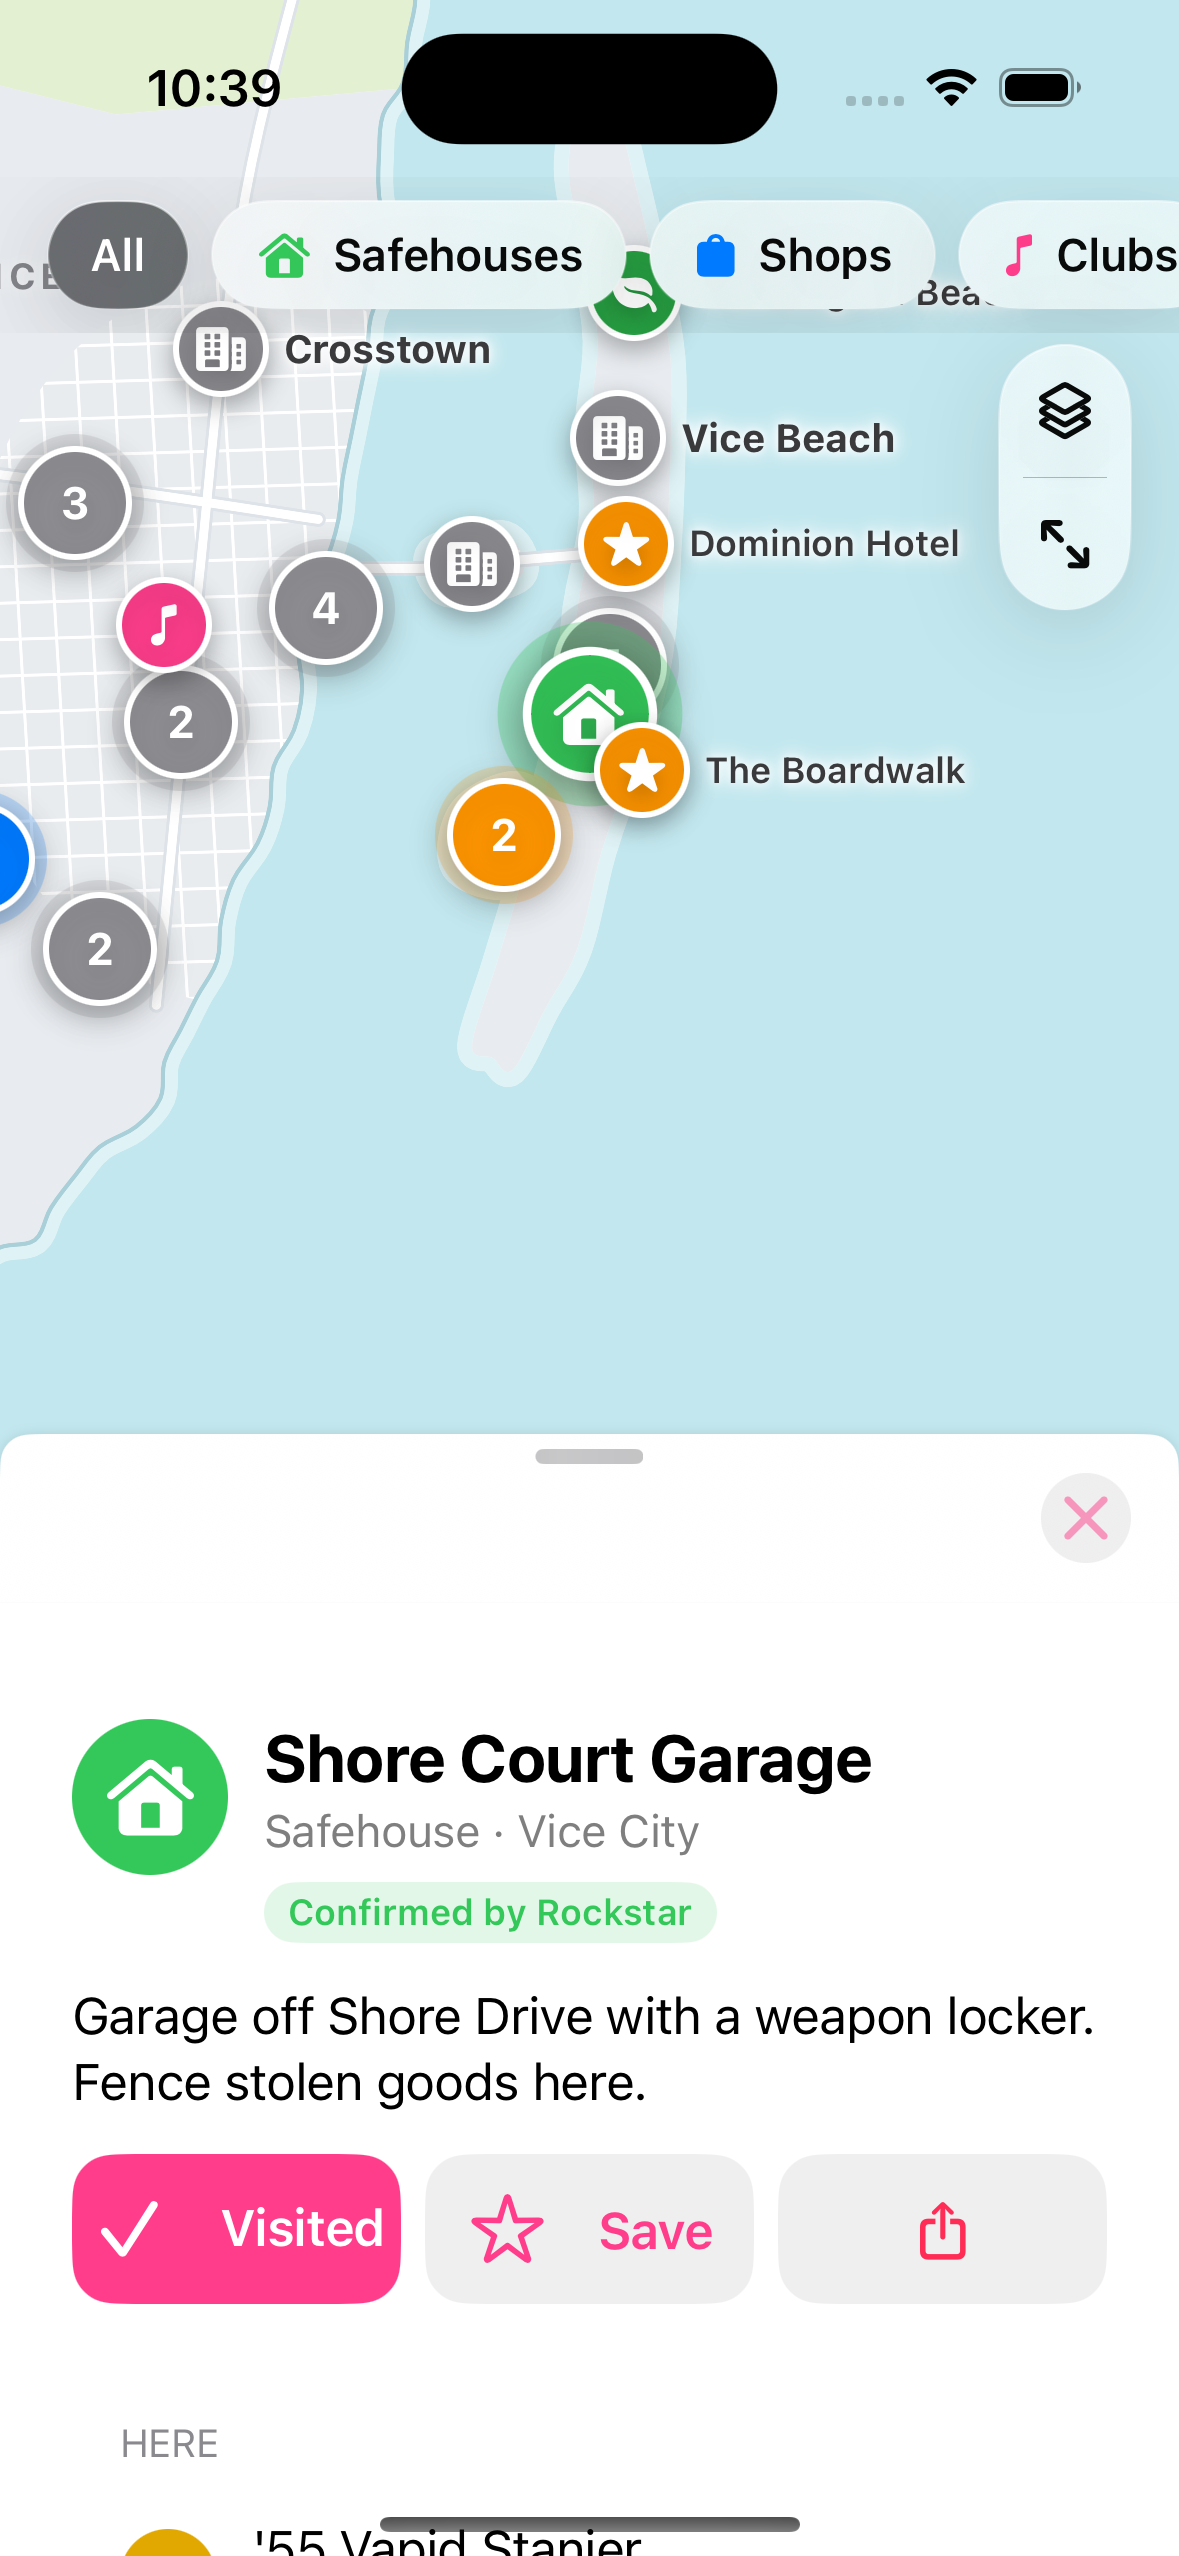 10:39
All
Safehouses
Shops
Clubs
Crosstown
Vice Beach
3
Dominion Hotel
4
2
The Boardwalk
2
2
Shore Court Garage
Safehouse · Vice City
Confirmed by Rockstar
Garage off Shore Drive with a weapon locker.
Fence stolen goods here.
Visited
Save
HERE
'55 Vapid Stanier